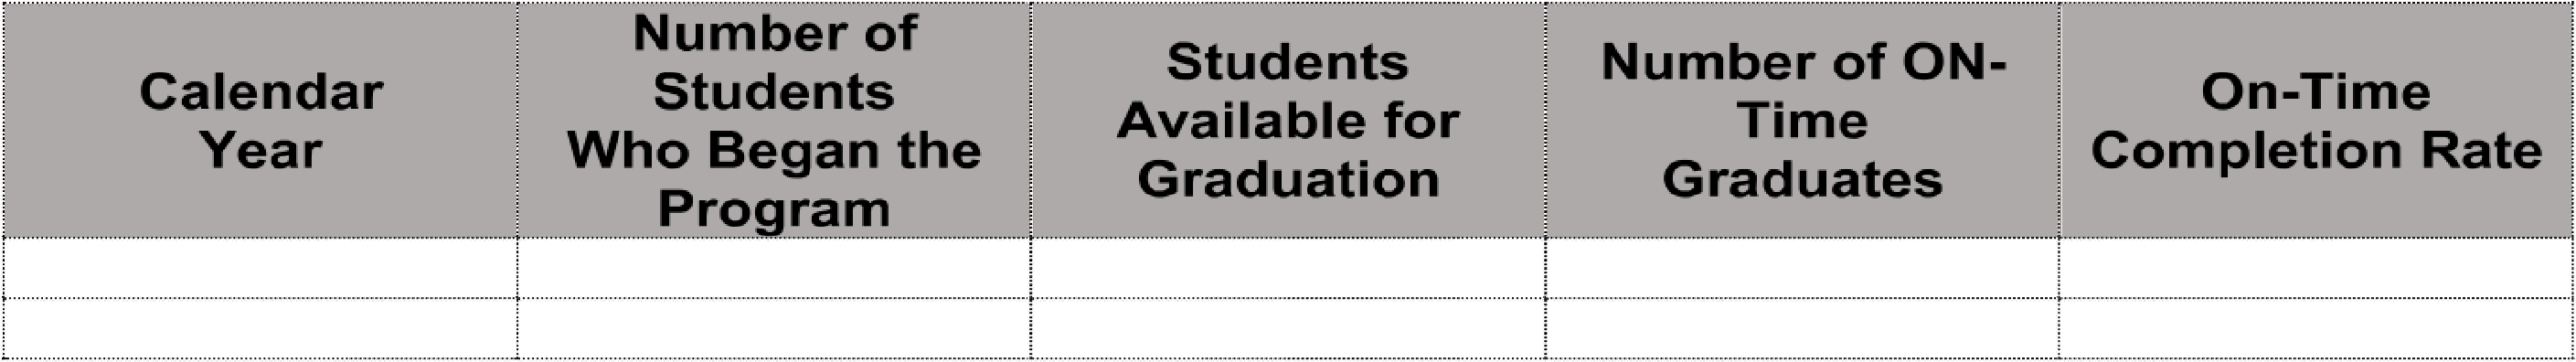 Calendar
Year
Number of
Students
Who Began the
Program
Students
Available for
Graduation
Number of ON-
Time
Graduates
On-Time
Completion Rate